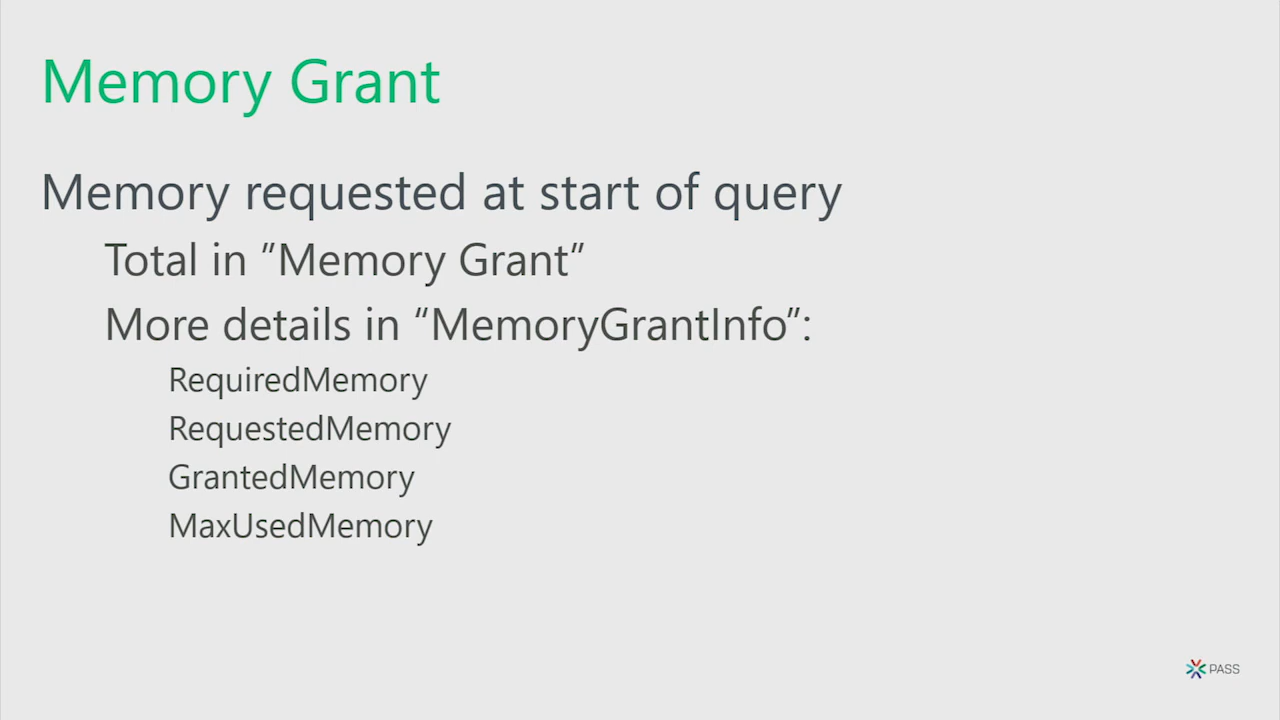 Memory Grant
Memory requested at start of query
Total in ”Memory Grant”
More details in “MemoryGrantInfo”:
RequiredMemory
RequestedMemory
GrantedMemory
MaxUsedMemory
PASS